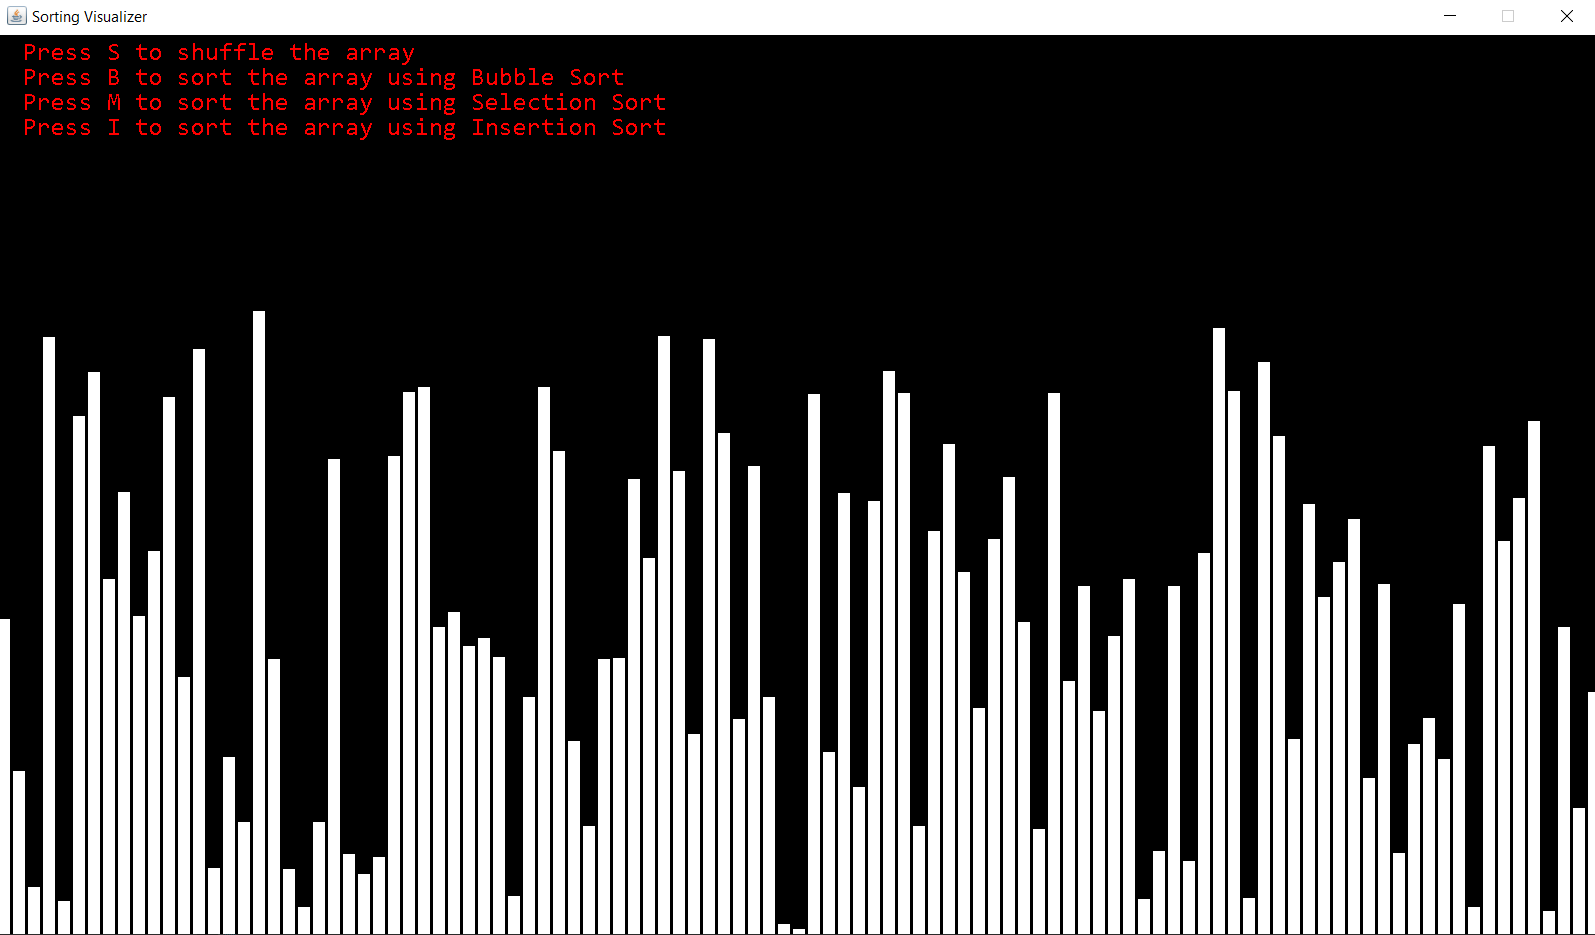 Sorting Visualizer
Press S to shuffle the array
Press B to sort the array using Bubble Sort
Press M to sort the array using Selection Sort
Press I to sort the array using Insertion Sort